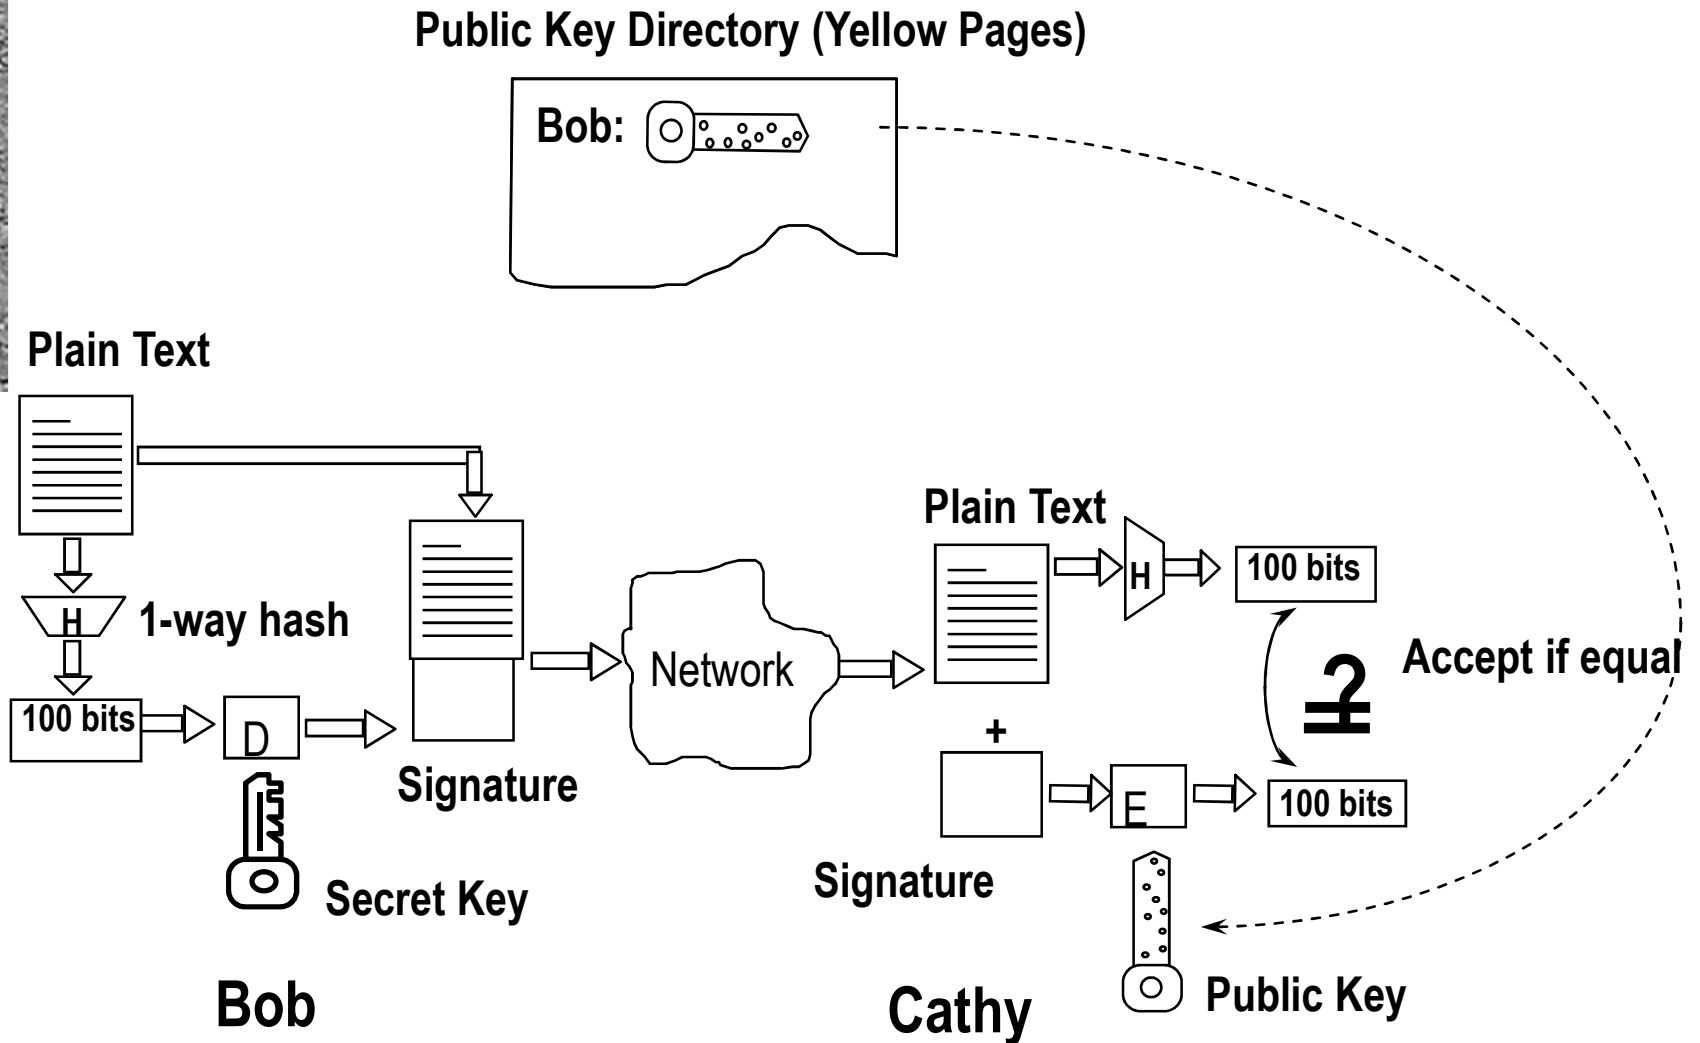 Public Key Directory (Yellow Pages)
Bob:
Plain Text
H
1-way hash
100 bits
D
Signature
Secret Key
Bob
Network
Plain Text
H
100 bits
=?
Accept if equal
+
E
100 bits
Signature
Public Key
Cathy